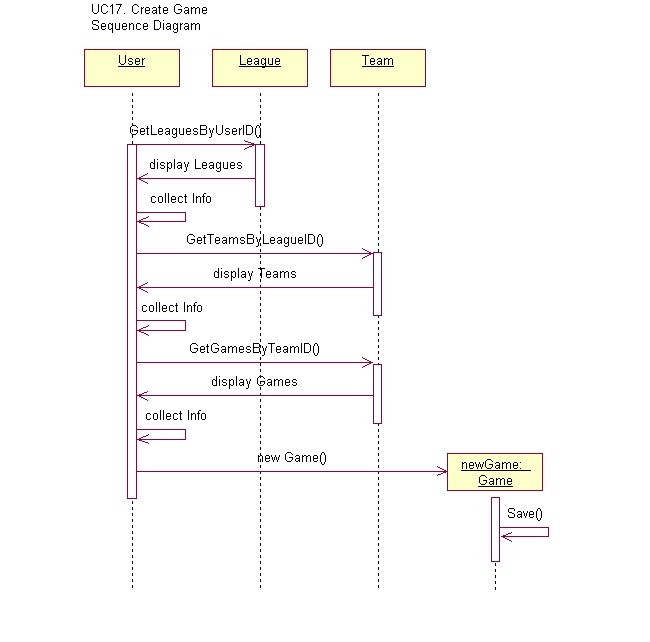 UC17. Create Game
Sequence Diagram
User
League
Team
GetLeaguesByUserID()
display Leagues
collect Info
GetTeamsByLeagueID()
display Teams
collect Info
GetGamesByTeamID()
display Games
collect Info
new Game()
newGame:
Game
Save()